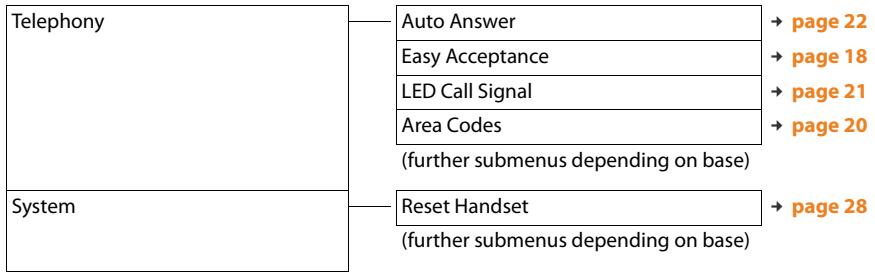 Telephony Auto Answer → page 22
Easy Acceptance → page 18
LED Call Signal → page 21
Area Codes → page 20
(further submenus depending on base)
System Reset Handset → page 28
(further submenus depending on base)